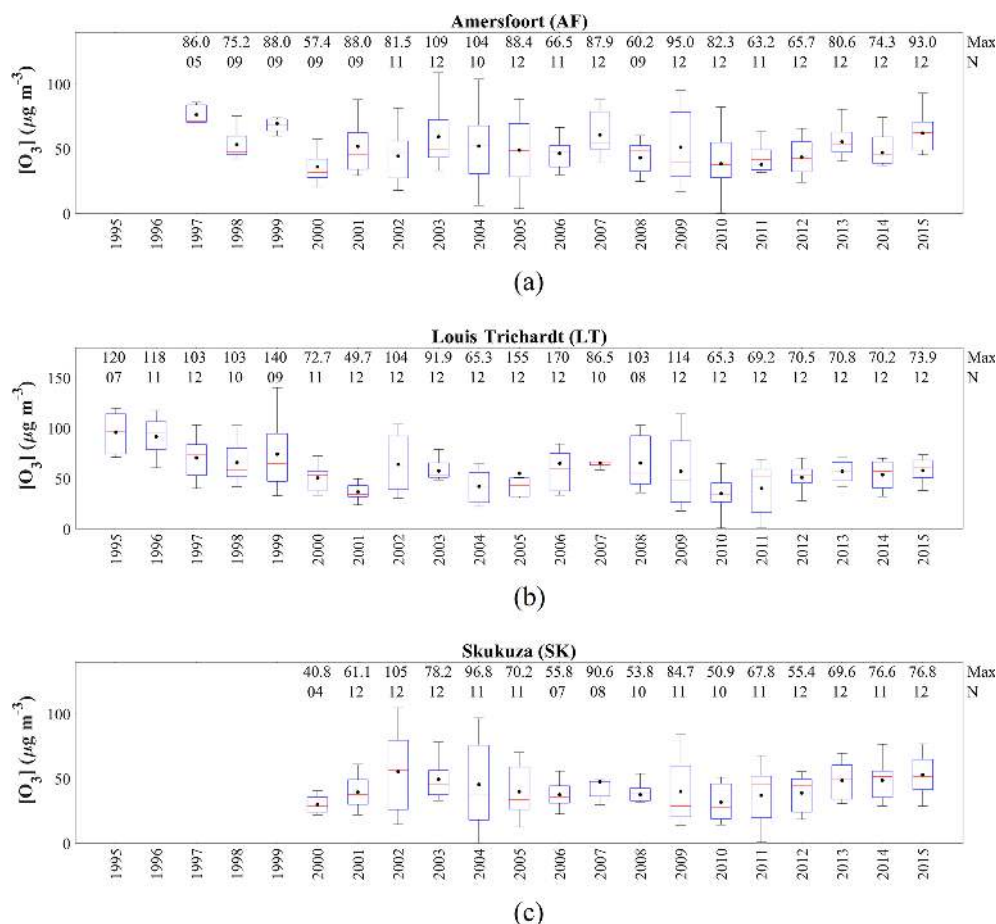 Amersfoort (AF)
86.0 75.2 88.0 57.4 88.0 81.5 109 104 88.4 66.5 87.9 60.2 95.0 82.3 63.2 65.7 80.6 74.3 93.0 Max
05 09 09 09 09 11 12 10 12 11 12 09 12 12 11 12 12 12 12 N
[O3] (µg m−3)
100
50
0
1995 1996 1997 1998 1999 2000 2001 2002 2003 2004 2005 2006 2007 2008 2009 2010 2011 2012 2013 2014 2015
(a)
Louis Trichardt (LT)
120 118 103 103 140 72.7 49.7 104 91.9 65.3 155 170 86.5 103 114 65.3 69.2 70.5 70.8 70.2 73.9 Max
07 11 12 10 09 11 12 12 12 12 12 12 10 08 12 12 12 12 12 12 12 N
[O3] (µg m−3)
150
100
50
0
1995 1996 1997 1998 1999 2000 2001 2002 2003 2004 2005 2006 2007 2008 2009 2010 2011 2012 2013 2014 2015
(b)
Skukuza (SK)
40.8 61.1 105 78.2 96.8 70.2 55.8 90.6 53.8 84.7 50.9 67.8 55.4 69.6 76.6 76.8 Max
04 12 12 12 11 11 07 08 10 11 10 11 12 12 11 12 N
[O3] (µg m−3)
100
50
0
1995 1996 1997 1998 1999 2000 2001 2002 2003 2004 2005 2006 2007 2008 2009 2010 2011 2012 2013 2014 2015
(c)